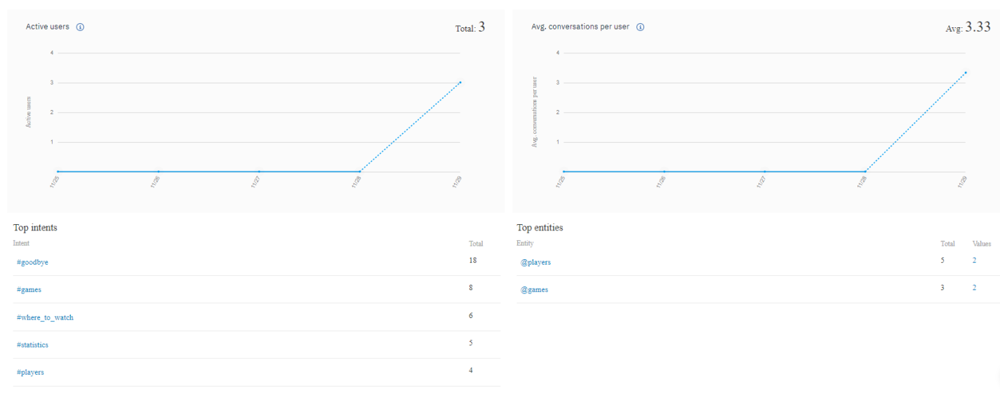 Active users
Total: 3
4
3
2
1
Active users
11/25
11/26
11/27
11/28
11/29
Avg. conversations per user
Avg: 3.33
4
3
2
1
Avg. conversations per user
11/25
11/26
11/27
11/28
11/29
Top intents
Intent Total
#goodbye 18
#games 8
#where_to_watch 6
#statistics 5
#players 4
Top entities
Entity Total Values
@players 5 2
@games 3 2